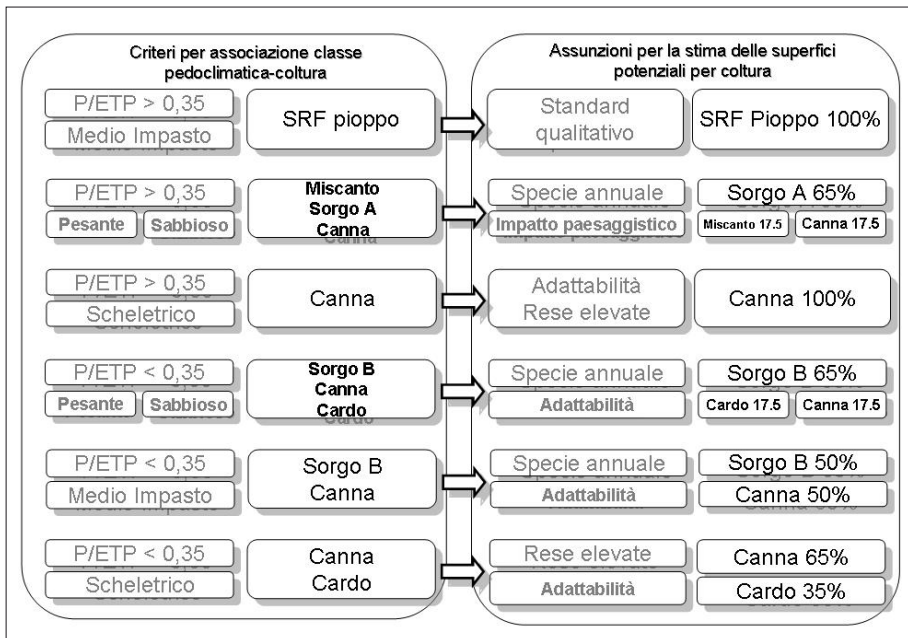 Criteri per associazione classe
pedoclimatica-coltura
Assunzioni per la stima delle superfici
potenziali per coltura
P/ETP > 0,35
Medio Impasto
SRF pioppo
Standard
qualitativo
SRF Pioppo 100%
P/ETP > 0,35
Pesante
Sabbioso
Miscanto
Sorgo A
Canna
Specie annuale
Impatto paesaggistico
Sorgo A 65%
Miscanto 17.5
Canna 17.5
P/ETP > 0,35
Scheletrico
Canna
Adattabilità
Rese elevate
Canna 100%
P/ETP < 0,35
Pesante
Sabbioso
Sorgo B
Canna
Cardo
Specie annuale
Adattabilità
Sorgo B 65%
Cardo 17.5
Canna 17.5
P/ETP < 0,35
Medio Impasto
Sorgo B
Canna
Specie annuale
Adattabilità
Sorgo B 50%
Canna 50%
P/ETP < 0,35
Scheletrico
Canna
Cardo
Rese elevate
Adattabilità
Canna 65%
Cardo 35%